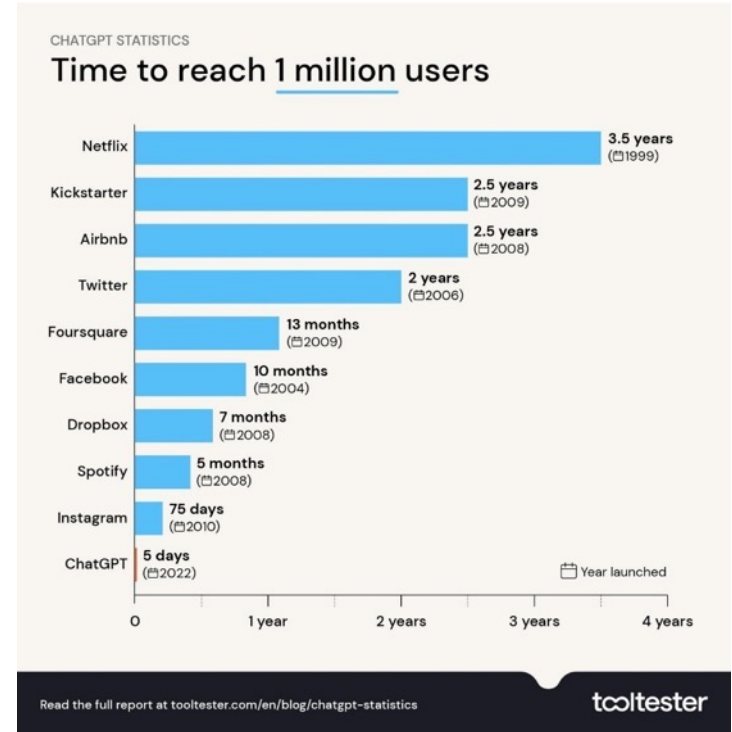 CHATGPT STATISTICS
Time to reach 1 million users
Netflix
3.5 years
(1999)
Kickstarter
2.5 years
(2009)
Airbnb
2.5 years
(2008)
Twitter
2 years
(2006)
Foursquare
13 months
(2009)
Facebook
10 months
(2004)
Dropbox
7 months
(2008)
Spotify
5 months
(2008)
Instagram
75 days
(2010)
ChatGPT
5 days
(2022)
Year launched
0 1 year 2 years 3 years 4 years
Read the full report at tooltester.com/en/blog/chatgpt-statistics
tooltester